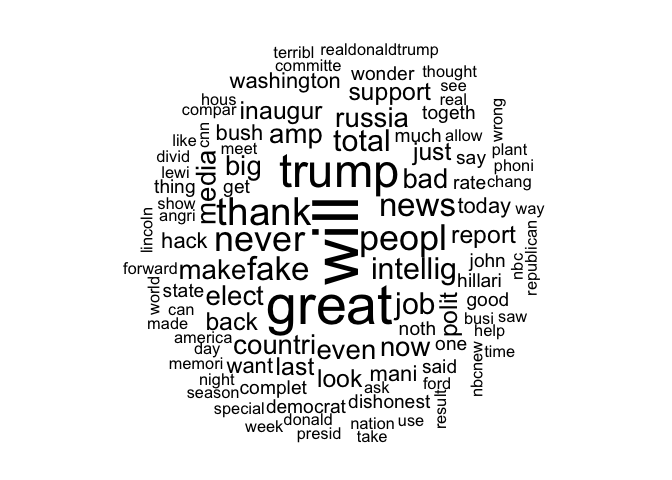 terribl realdonaldtrump
committe
washington wonder thought
hous support see
compar inaugur real
russia togeth wrong
like cnn bush amp total much allow
divid meet just say plant
lewi big trump bad rate phoni
thing get chang
show media
angri thank will news today way
lincoln hack never peopl report republican
forward make fake intellig john nbc
world state elect hillari
can great job polit good
made back noth busi saw
america countri even now one help
day time
memori want last look mani said nbcnew
night complet ask ford
season
special democrat dishonest result
week donald nation use
presid take